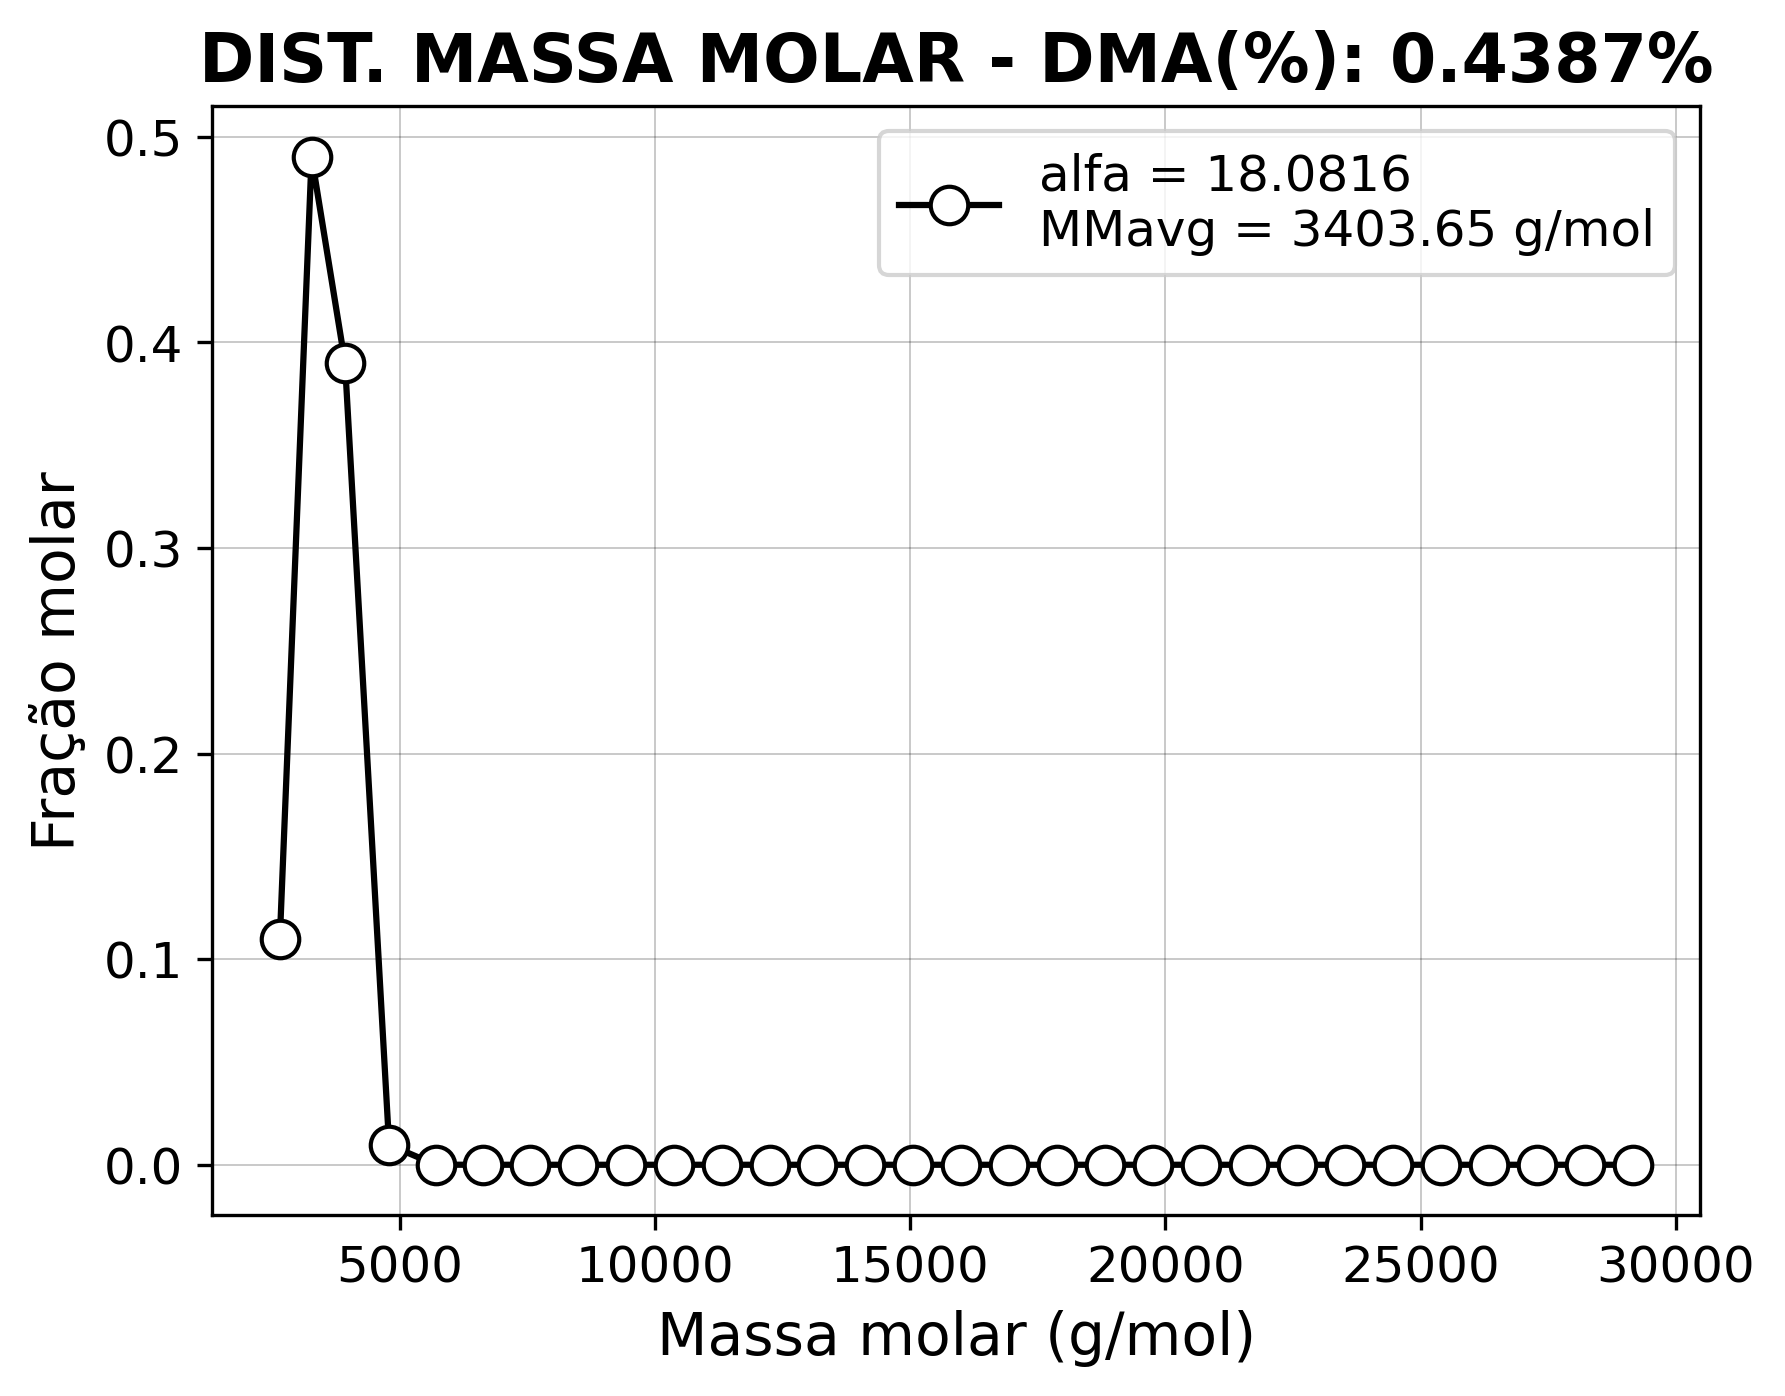 DIST. MASSA MOLAR - DMA(%): 0.4387%
alfa = 18.0816
MMavg = 3403.65 g/mol
Fração molar
0.5
0.4
0.3
0.2
0.1
0.0
5000 10000 15000 20000 25000 30000
Massa molar (g/mol)